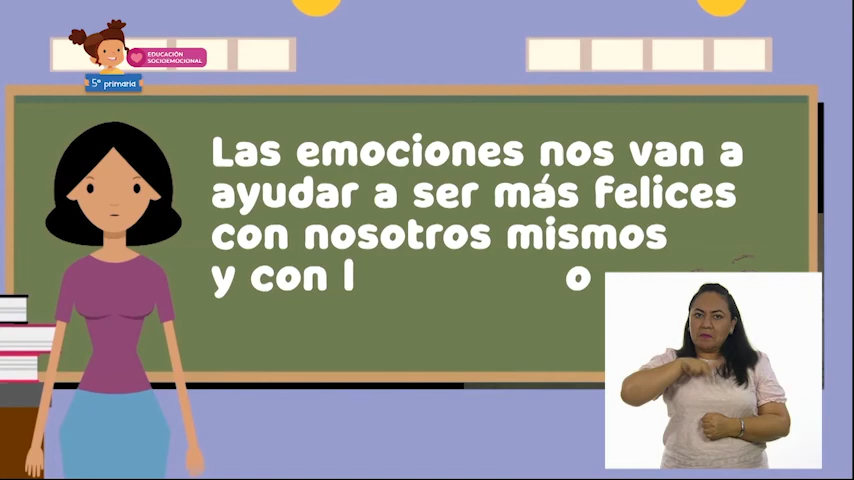 EDUCACIÓN
SOCIOEMOCIONAL
5º primaria
Las emociones nos van a
ayudar a ser más felices
con nosotros mismos
y con l o